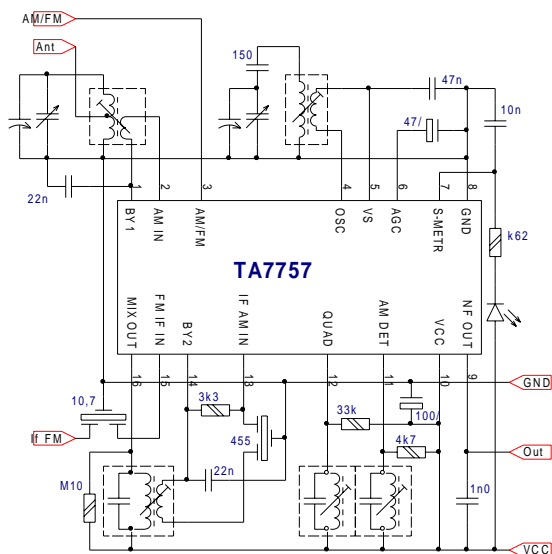 AM/FM
Ant
150
47n
10n
47/
22n
1 2 3 4 5 6 7 8
BY1 AM IN AM/FM OSC VS AGC S-METR GND
k62
TA7757
MIX OUT FM IF IN BY2 IF AM IN QUAD AM DET VCC NF OUT
16 15 14 13 12 11 10 9
GND
10,7
3k3
100/
33k
If FM
455
4k7
Out
22n
M10
1n0
VCC